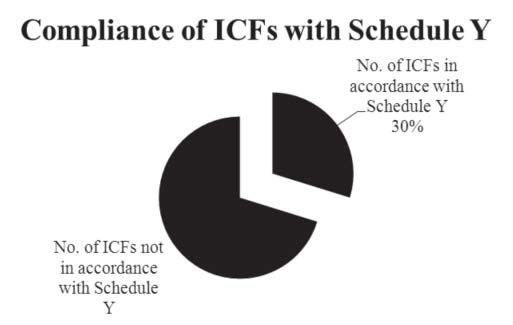 Compliance of ICFs with Schedule Y
No. of ICFs in
accordance with
Schedule Y
30%
No. of ICFs not
in accordance
with Schedule
Y